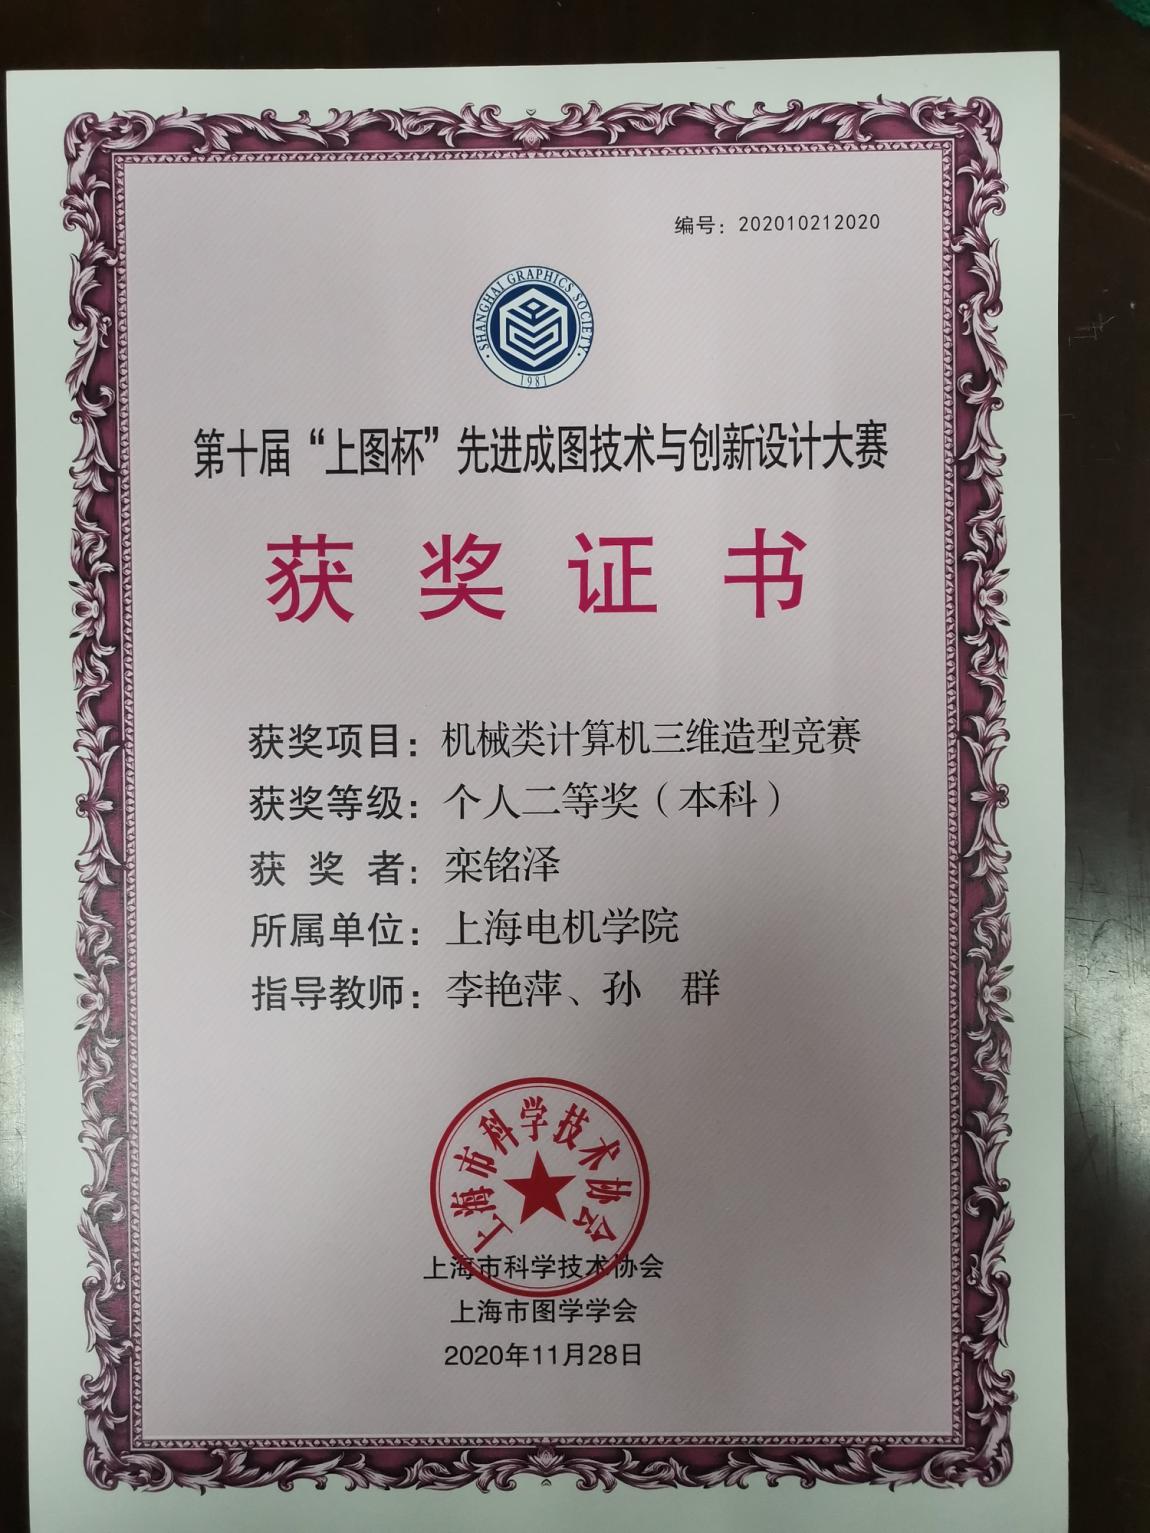 编号：202010212020
SHANGHAI GRAPHICS SOCIETY
1981
第十届“上图杯”先进成图技术与创新设计大赛
获奖证书
获奖项目：机械类计算机三维造型竞赛
获奖等级：个人二等奖（本科）
获奖者：栾铭泽
所属单位：上海电机学院
指导教师：李艳萍、孙　群
上海市科学技术协会
上海市科学技术协会
上海市图学学会
2020年11月28日